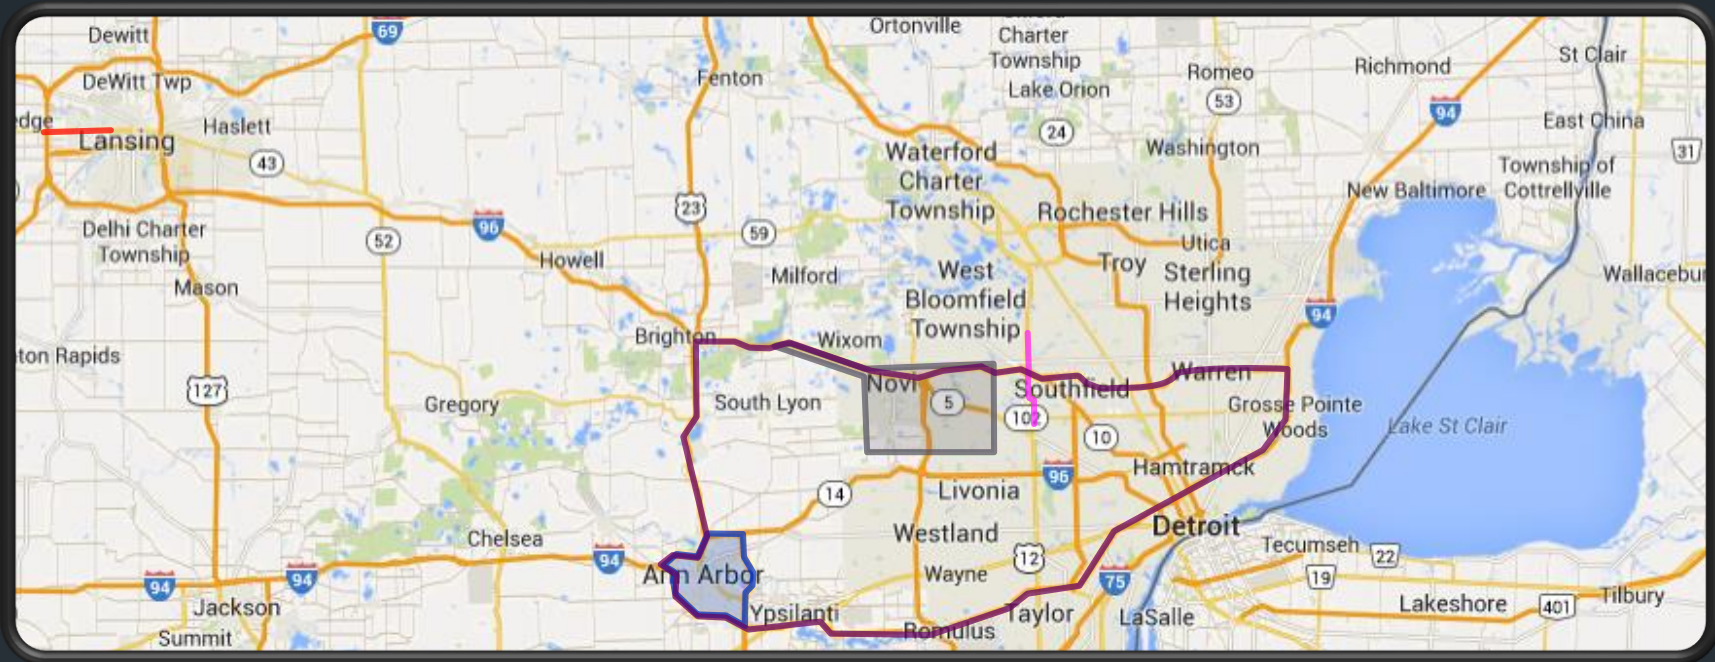 Dewitt
69
Ortonville
Charter
Township
St Clair
DeWitt Twp
Fenton
Lake Orion
Romeo
53
Richmond
94
edge
Lansing
Haslett
43
24
Washington
East China
31
Waterford
Charter
Township
Township of
Cottrellville
New Baltimore
Delhi Charter
Township
96
52
23
59
Rochester Hills
Utica
Howell
Milford
West
Bloomfield
Township
Troy
Sterling
Heights
Wallacebur
Mason
94
ton Rapids
Brighton
Wixom
127
Gregory
South Lyon
Novi
5
Southfield
102
Warren
Grosse Pointe
Woods
Lake St Clair
10
Hamtramck
14
Livonia
96
Chelsea
Westland
Detroit
94
94
94
Ann Arbor
Wayne
12
75
Tecumseh
22
19
Jackson
Ypsilanti
Taylor
LaSalle
Lakeshore
401
Tilbury
Summit
Romulus